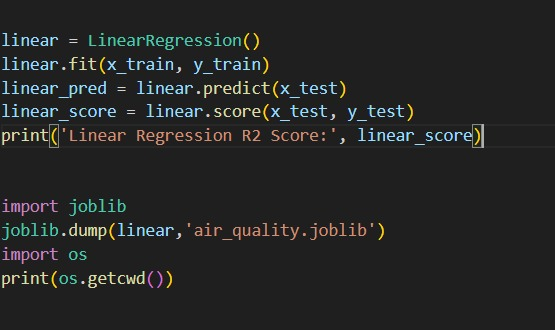 linear = LinearRegression()
linear.fit(x_train, y_train)
linear_pred = linear.predict(x_test)
linear_score = linear.score(x_test, y_test)
print('Linear Regression R2 Score:', linear_score)
import joblib
joblib.dump(linear,'air_quality.joblib')
import os
print(os.getcwd())